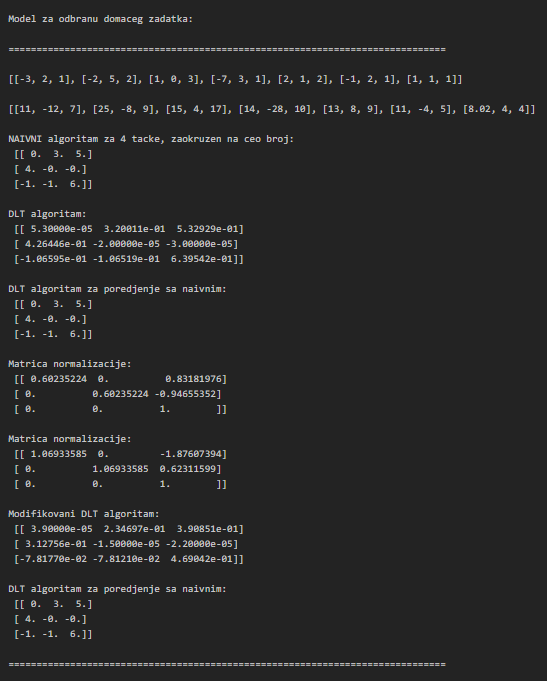 Model za odbranu domaceg zadatka:
==============================================================================
[[-3, 2, 1], [-2, 5, 2], [1, 0, 3], [-7, 3, 1], [2, 1, 2], [-1, 2, 1], [1, 1, 1]]
[[11, -12, 7], [25, -8, 9], [15, 4, 17], [14, -28, 10], [13, 8, 9], [11, -4, 5], [8.02, 4, 4]]
NAIVNI algoritam za 4 tacke, zaokruzen na ceo broj:
[[ 0.  3.  5.]
[ 4. -0. -0.]
[-1. -1.  6.]]
DLT algoritam:
[[ 5.30000e-05  3.20011e-01  5.32929e-01]
[ 4.26446e-01 -2.00000e-05 -3.00000e-05]
[-1.06595e-01 -1.06519e-01  6.39542e-01]]
DLT algoritam za poredjenje sa naivnim:
[[ 0.  3.  5.]
[ 4. -0. -0.]
[-1. -1.  6.]]
Matrica normalizacije:
[[ 0.60235224  0.          0.83181976]
[ 0.          0.60235224 -0.94655352]
[ 0.          0.          1.        ]]
Matrica normalizacije:
[[ 1.06933585  0.         -1.87607394]
[ 0.          1.06933585  0.62311599]
[ 0.          0.          1.        ]]
Modifikovani DLT algoritam:
[[ 3.90000e-05  2.34697e-01  3.90851e-01]
[ 3.12756e-01 -1.50000e-05 -2.20000e-05]
[-7.81770e-02 -7.81210e-02  4.69042e-01]]
DLT algoritam za poredjenje sa naivnim:
[[ 0.  3.  5.]
[ 4. -0. -0.]
[-1. -1.  6.]]
==============================================================================